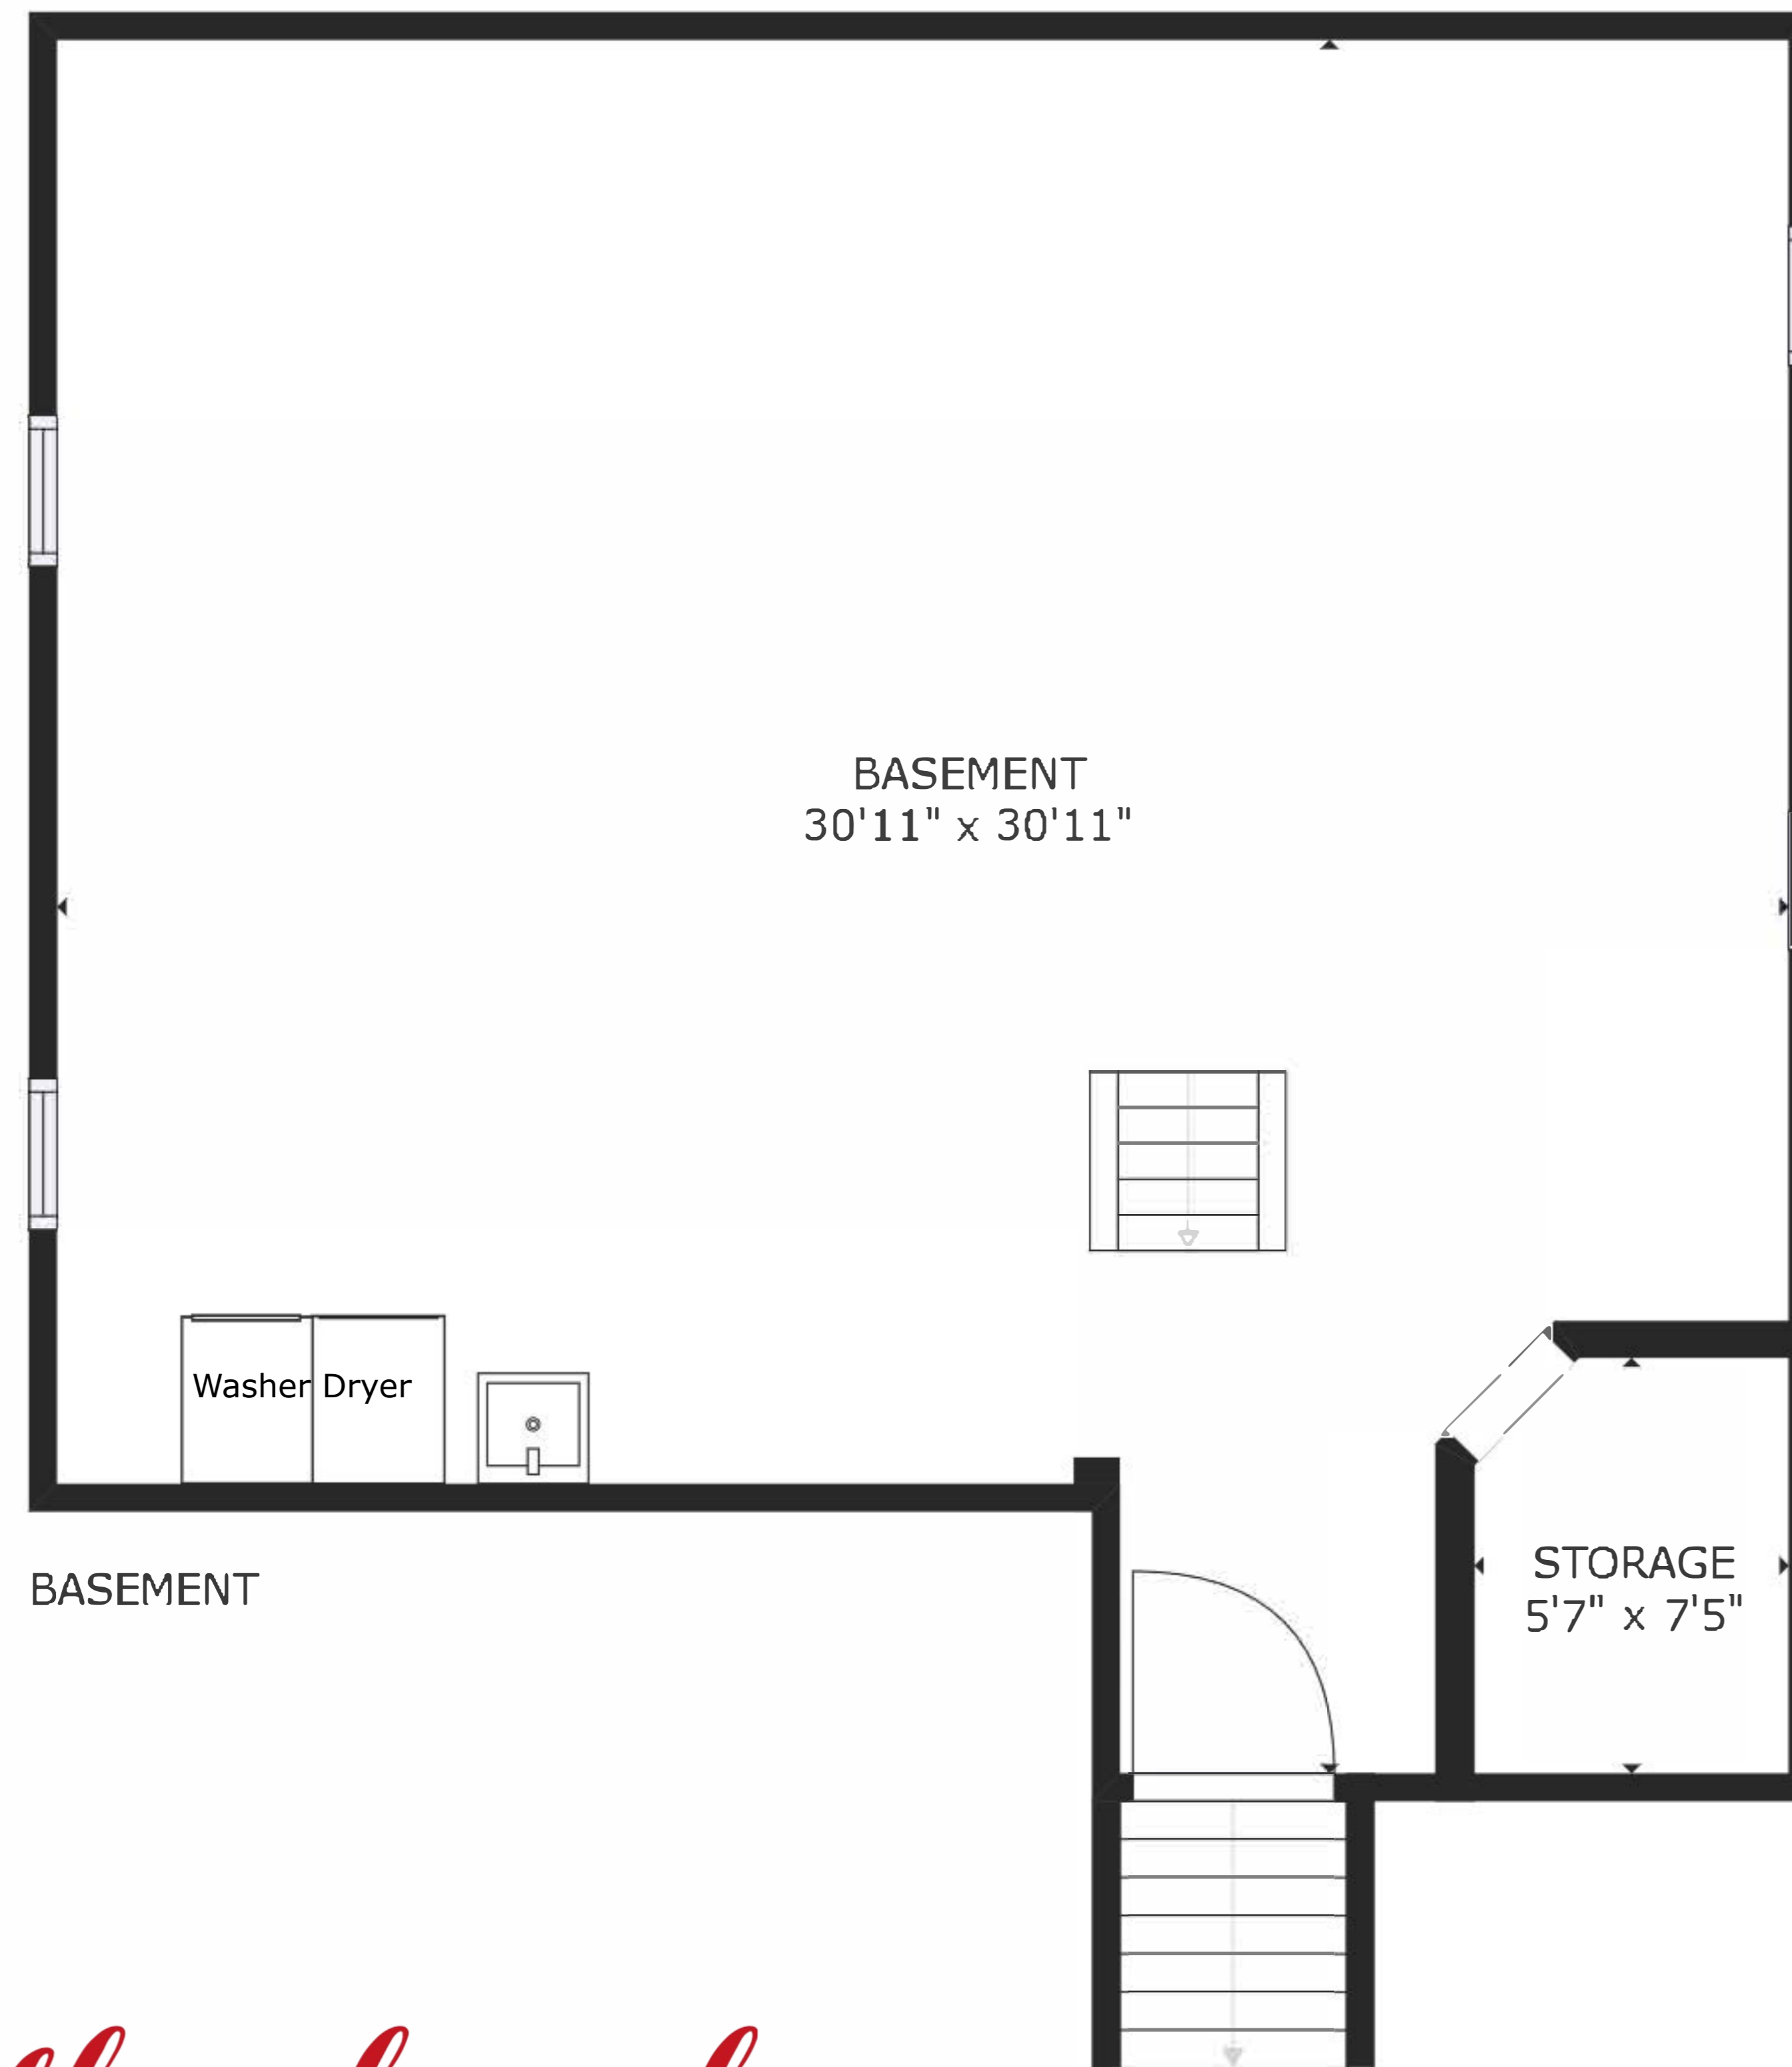 BASEMENT
30'11" x 30'11"
Washer Dryer
BASEMENT
STORAGE
5'7" x 7'5"